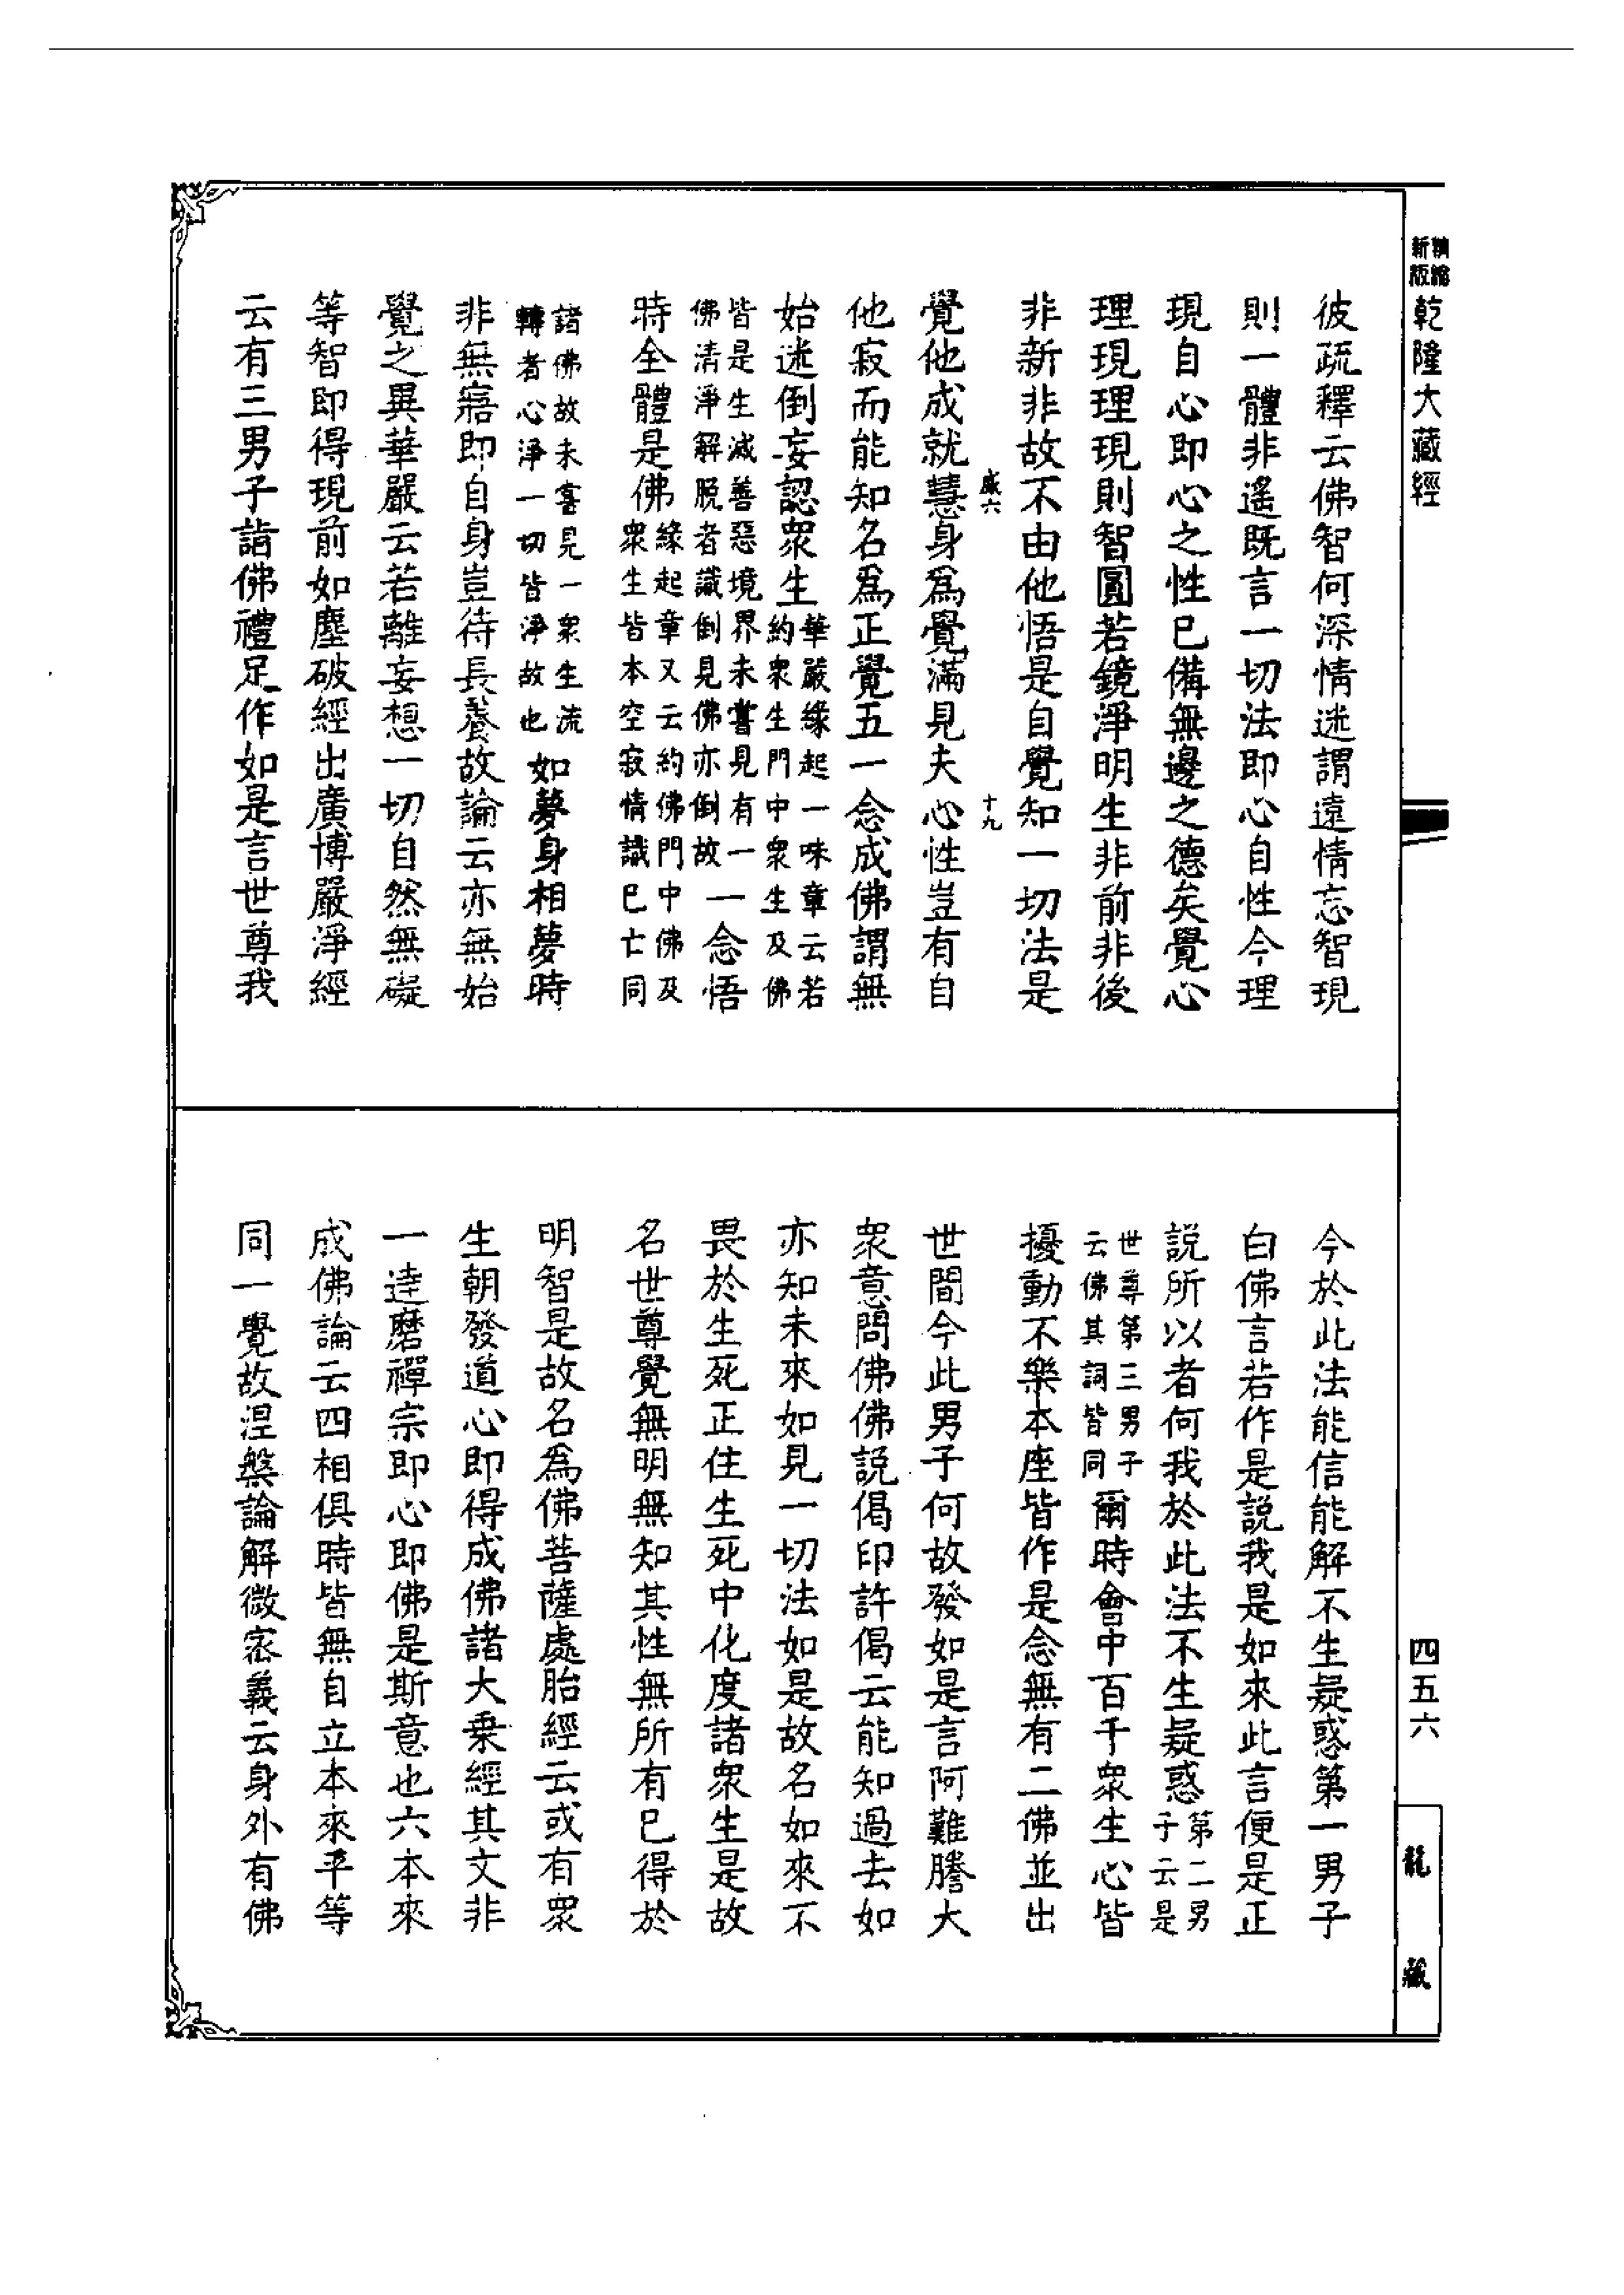 精縮新版乾隆大藏經
彼疏釋云佛智何深情迷謂遠情忘智現
則一體非遙既言一切法即心自性今理
現自心即心之性已備無邊之德矣覺心
理現理現則智圓若鏡淨明生非前非後
非新非故不由他悟是自覺知一切法是
感六
十九
覺他成就慧身爲覺滿見夫心性豈有自
他寂而能知名爲正覺五一念成佛謂無
始迷倒妄認眾生華嚴緣起一味章云若約眾生門中眾生及佛
皆是生滅善惡境界未嘗見有一佛清淨解脫者識倒見佛亦倒故一念悟
時全體是佛緣起章又云約佛門中佛及眾生皆本空寂情識已亡同
諸佛故未嘗見一眾生流轉者心淨一切皆淨故也如夢身相夢時
非無寤即自身豈待長養故論云亦無始
覺之異華嚴云若離妄想一切自然無礙
等智即得現前如塵破經出廣博嚴淨經
云有三男子詣佛禮足作如是言世尊我
今於此法能信能解不生疑惑第一男子
白佛言若作是說我是如來此言便是正
說所以者何我於此法不生疑惑第二男子云是
世尊第三男子云佛其詞皆同爾時會中百千眾生心皆
擾動不樂本座皆作是念無有二佛並出
世間今此男子何故發如是言阿難謄大
眾意問佛佛說偈印許偈云能知過去如
亦知未來如見一切法如是故名如來不
畏於生死正住生死中化度諸眾生是故
名世尊覺無明無知其性無所有已得於
明智是故名爲佛菩薩處胎經云或有眾
生朝發道心即得成佛諸大乗經其文非
一達磨禪宗即心即佛是斯意也六本來
成佛論云四相俱時皆無自立本來平等
同一覺故涅槃論解微密義云身外有佛
四五六
龍藏